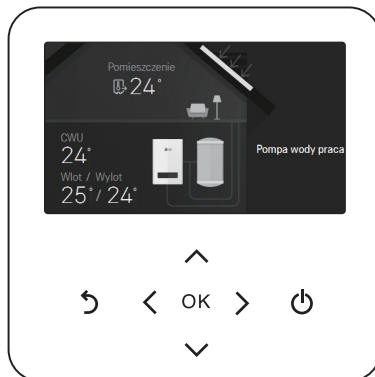 Pomieszczenie
24°
CWU
24°
Wlot / Wylot
25° / 24°
Pompa wody praca
OK